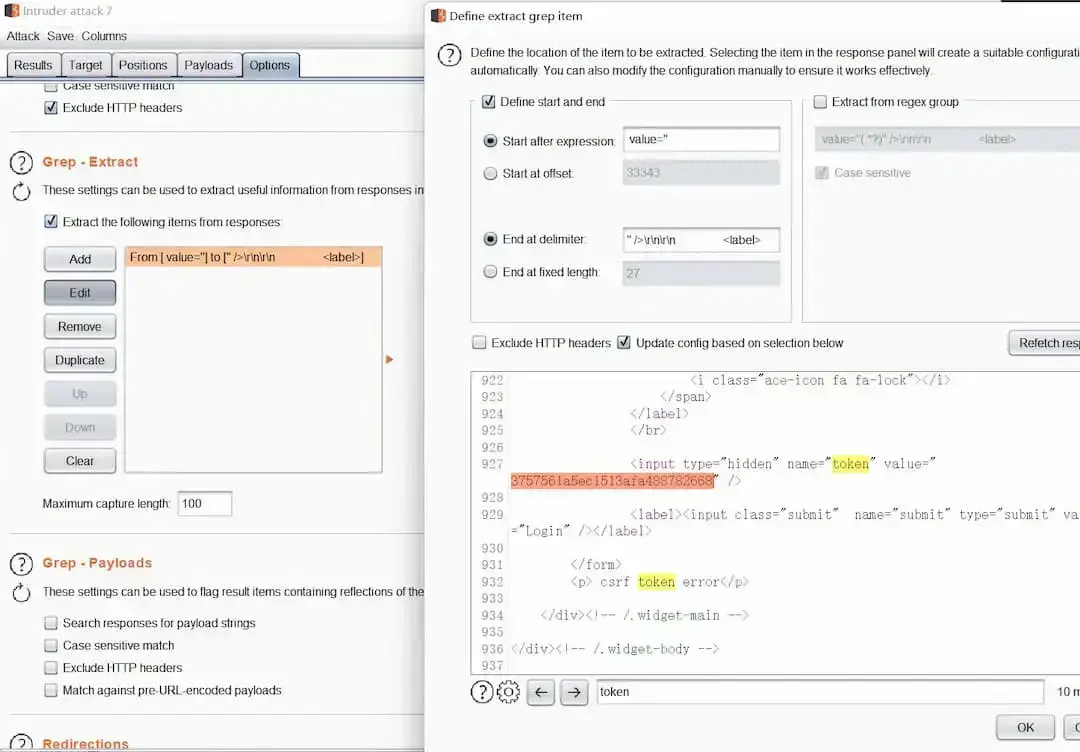 Intruder attack 7
Attack Save Columns
Results Target Positions Payloads Options
Case sensitive match
Exclude HTTP headers
? Grep - Extract
These settings can be used to extract useful information from responses in
Extract the following items from responses:
Add
Edit
Remove
Duplicate
Up
Down
Clear
From [ value="] to [" />\r\n\r\n <label>]
Maximum capture length: 100
? Grep - Payloads
These settings can be used to flag result items containing reflections of the
Search responses for payload strings
Case sensitive match
Exclude HTTP headers
Match against pre-URL-encoded payloads
? Redirections
Define extract grep item
? Define the location of the item to be extracted. Selecting the item in the response panel will create a suitable configurati
automatically. You can also modify the configuration manually to ensure it works effectively.
Define start and end
Start after expression: value="
Start at offset: 33343
End at delimiter: " />\r\n\r\n <label>
End at fixed length: 27
Extract from regex group
value="(.*?)" />\r\n\r\n <label>
Case sensitive
Exclude HTTP headers Update config based on selection below
Refetch resp
922 <i class="ace-icon fa fa-lock"></i>
923 </span>
924 </label>
925 </br>
926
927 <input type="hidden" name="token" value="
3757561a5ec1513afa488782668" />
928
929 <label><input class="submit" name="submit" type="submit" va
="Login" /></label>
930
931 </form>
932 <p> csrf token error</p>
933
934 </div><!-- /.widget-main -->
935
936 </div><!-- /.widget-body -->
937
? ← → token 10 m
OK C